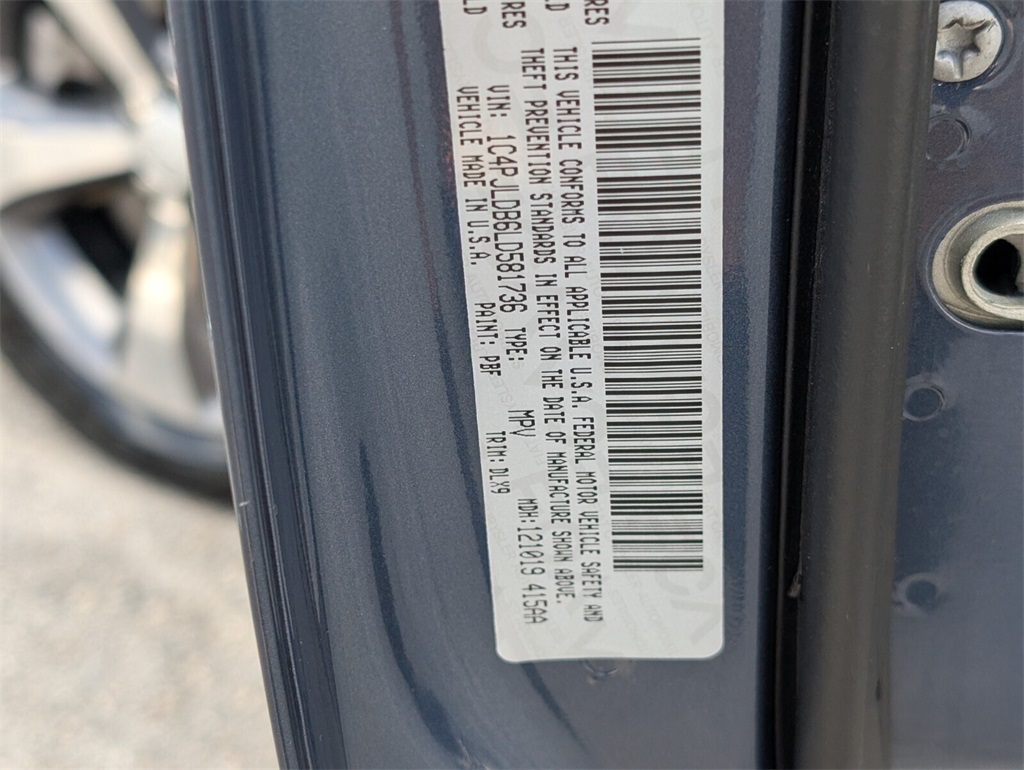 RES
LD
THIS VEHICLE CONFORMS TO ALL APPLICABLE U.S.A. FEDERAL MOTOR VEHICLE SAFETY AND
RES
THEFT PREVENTION STANDARDS IN EFFECT ON THE DATE OF MANUFACTURE SHOWN ABOVE.
LD
VIN: 1C4PJLDB6LD581736 TYPE: MPV MDH:121019 415AA
VEHICLE MADE IN U.S.A. PAINT: PBF TRIM: DLX9